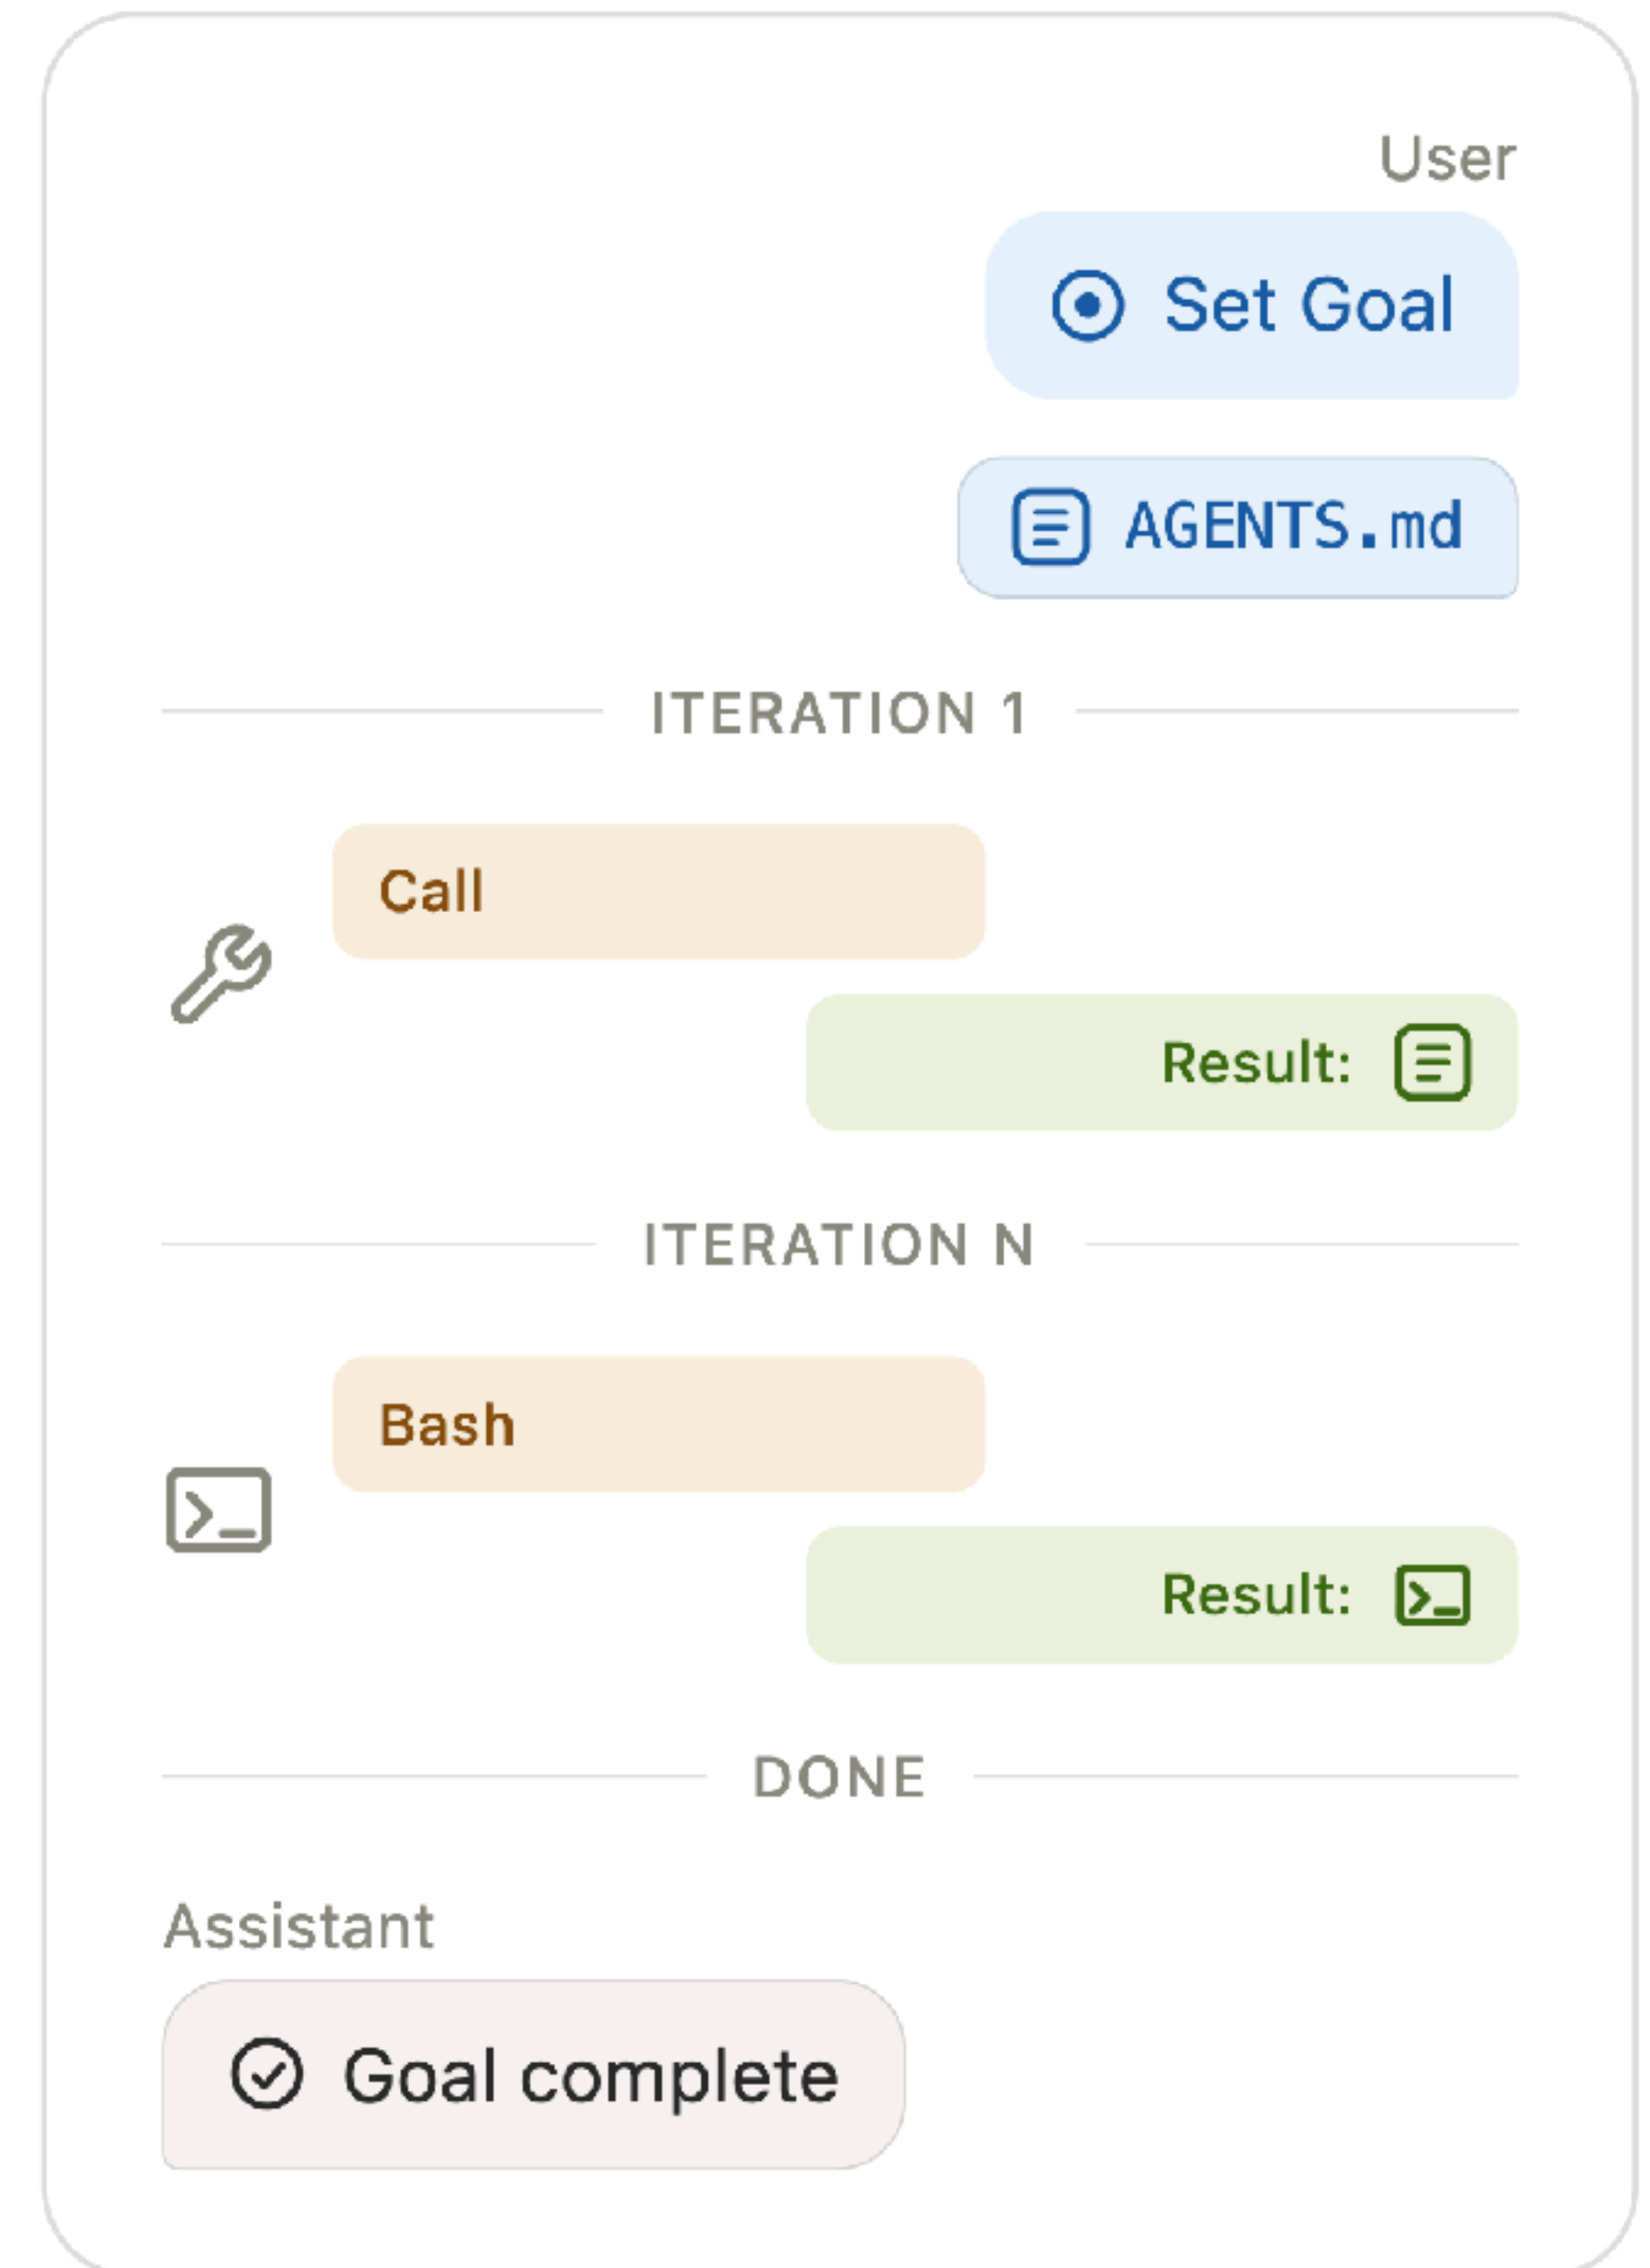 User
Set Goal
AGENTS.md
ITERATION 1
Call
Result:
ITERATION N
Bash
Result:
DONE
Assistant
Goal complete